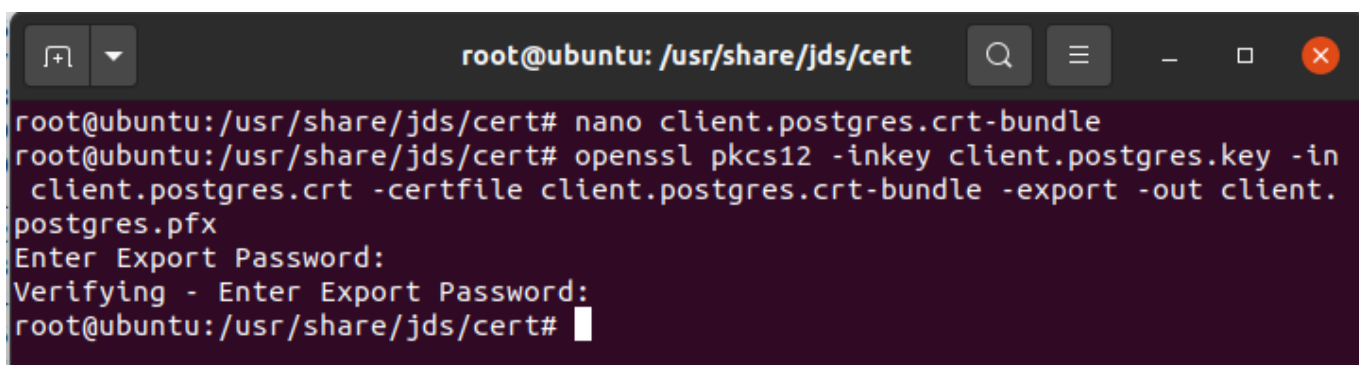 root@ubuntu: /usr/share/jds/cert
root@ubuntu:/usr/share/jds/cert# nano client.postgres.crt-bundle
root@ubuntu:/usr/share/jds/cert# openssl pkcs12 -inkey client.postgres.key -in
client.postgres.crt -certfile client.postgres.crt-bundle -export -out client.
postgres.pfx
Enter Export Password:
Verifying - Enter Export Password:
root@ubuntu:/usr/share/jds/cert#